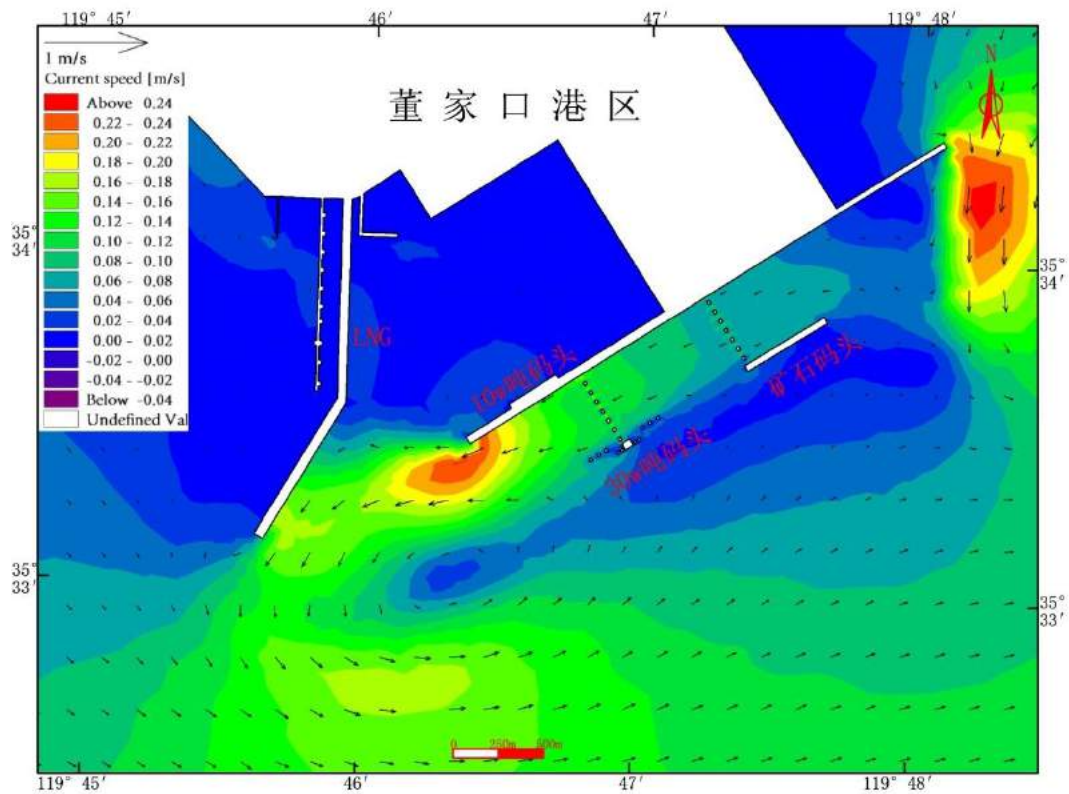 119° 45′ 46′ 47′ 119° 48′
1 m/s
Current speed [m/s]
Above 0.24
0.22 - 0.24
0.20 - 0.22
0.18 - 0.20
0.16 - 0.18
0.14 - 0.16
0.12 - 0.14
0.10 - 0.12
0.08 - 0.10
0.06 - 0.08
0.04 - 0.06
0.02 - 0.04
0.00 - 0.02
-0.02 - 0.00
-0.04 - -0.02
Below -0.04
Undefined Val
董家口港区
N
35°
34′
35°
34′
LNG
10w吨码头
矿石码头
30w吨码头
35°
33′
35°
33′
0 250m 500m
119° 45′ 46′ 47′ 119° 48′